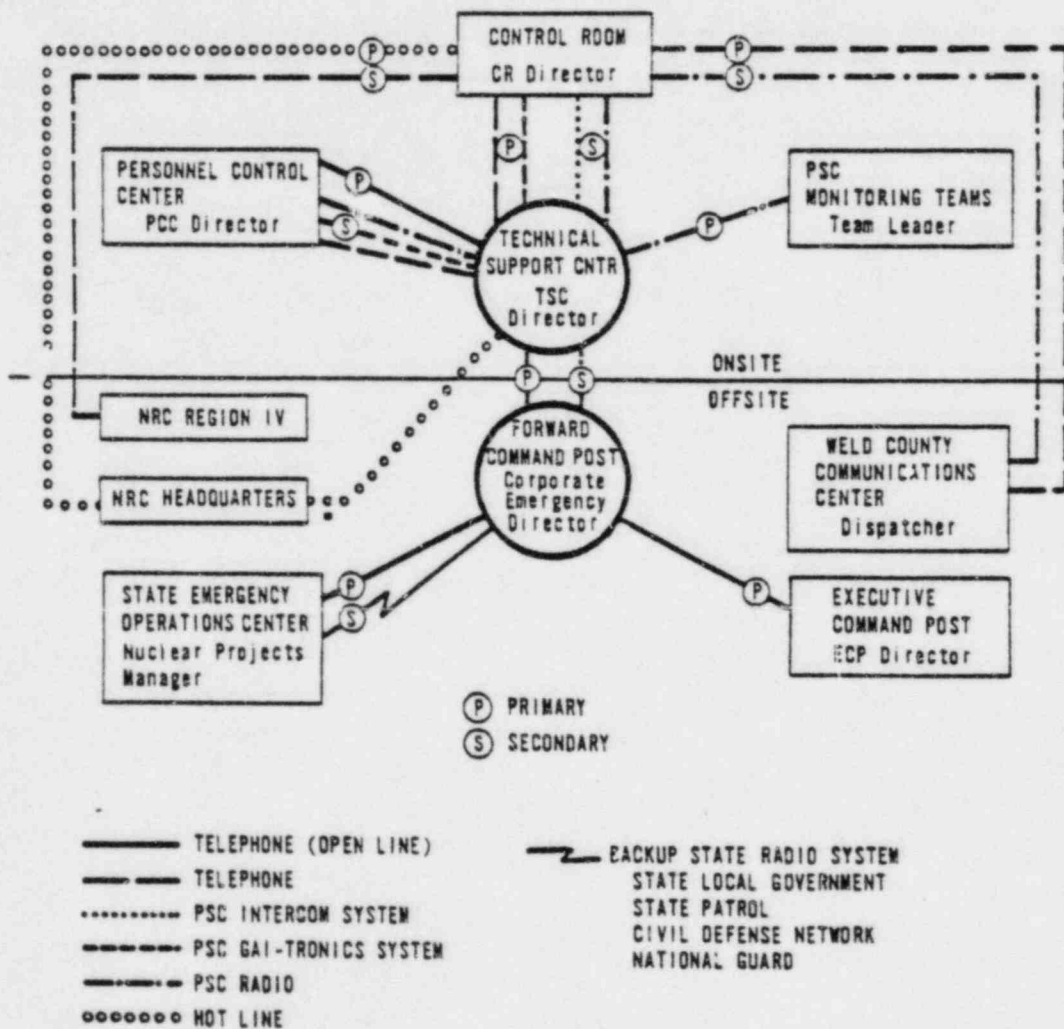 CONTROL ROOM
CR Director
P
P
S
S
PERSONNEL CONTROL
CENTER
PCC Director
P
S
P
S
PSC
MONITORING TEAMS
Team Leader
P
TECHNICAL
SUPPORT CNTR
TSC
Director
ONSITE
P
S
OFFSITE
NRC REGION IV
NRC HEADQUARTERS
FORWARD
COMMAND POST
Corporate
Emergency
Director
WELD COUNTY
COMMUNICATIONS
CENTER
Dispatcher
STATE EMERGENCY
OPERATIONS CENTER
Nuclear Projects
Manager
P
S
P
EXECUTIVE
COMMAND POST
ECP Director
P PRIMARY
S SECONDARY
TELEPHONE (OPEN LINE)
TELEPHONE
PSC INTERCOM SYSTEM
PSC GAI-TRONICS SYSTEM
PSC RADIO
HOT LINE
EACKUP STATE RADIO SYSTEM
STATE LOCAL GOVERNMENT
STATE PATROL
CIVIL DEFENSE NETWORK
NATIONAL GUARD